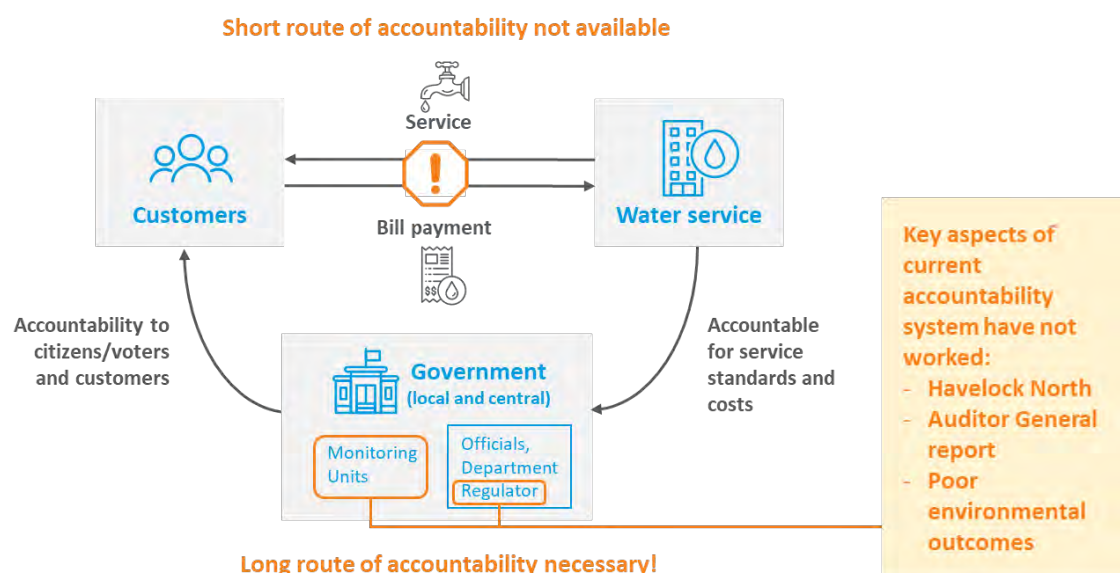 Short route of accountability not available
Service
Customers
Water service
Bill payment
$$
Key aspects of
current
accountability
system have not
worked:
- Havelock North
- Auditor General
report
- Poor
environmental
outcomes
Accountability to
citizens/voters
and customers
Accountable
for service
standards and
costs
Government
(local and central)
Monitoring
Units
Officials,
Department
Regulator
Long route of accountability necessary!